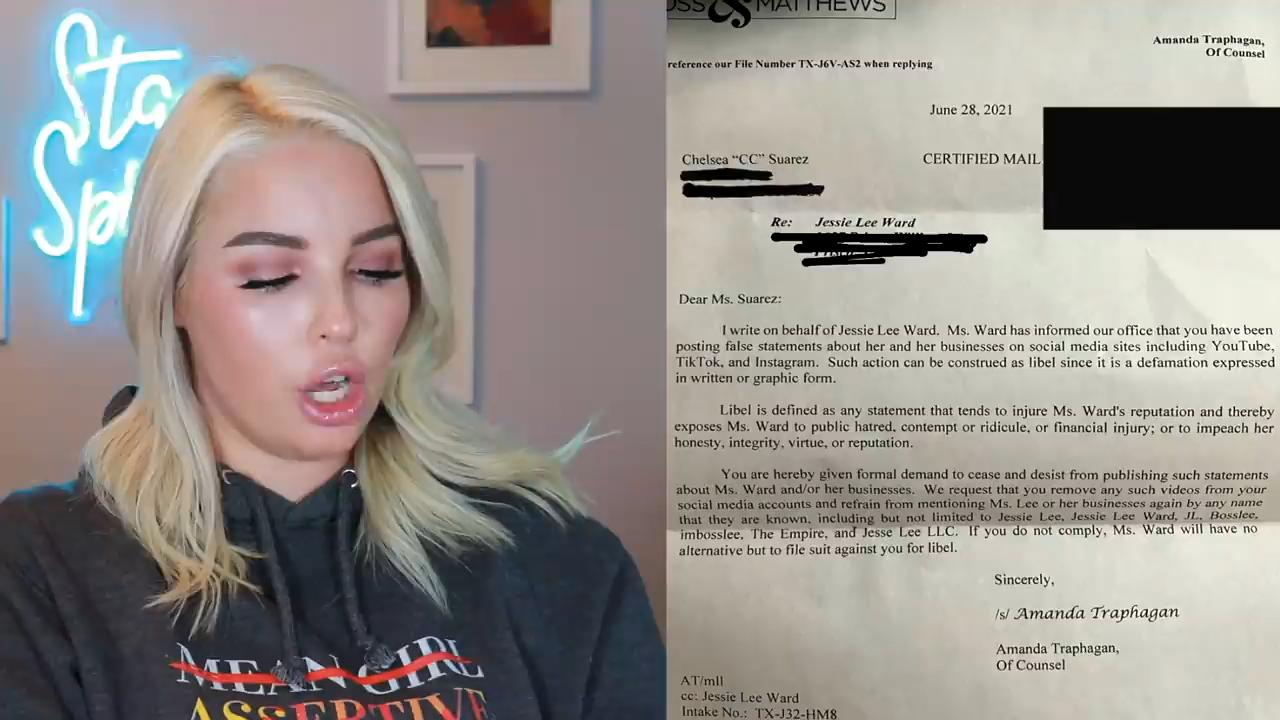 Sta
Sp
MEAN GIRL
ASSERTIVE
OSS & MATTHEWS
Amanda Traphagan,
Of Counsel
reference our File Number TX-J6V-AS2 when replying
June 28, 2021
Chelsea “CC” Suarez
CERTIFIED MAIL
Re: Jessie Lee Ward
Dear Ms. Suarez:
I write on behalf of Jessie Lee Ward. Ms. Ward has informed our office that you have been
posting false statements about her and her businesses on social media sites including YouTube,
TikTok, and Instagram. Such action can be construed as libel since it is a defamation expressed
in written or graphic form.
Libel is defined as any statement that tends to injure Ms. Ward's reputation and thereby
exposes Ms. Ward to public hatred, contempt or ridicule, or financial injury; or to impeach her
honesty, integrity, virtue, or reputation.
You are hereby given formal demand to cease and desist from publishing such statements
about Ms. Ward and/or her businesses. We request that you remove any such videos from your
social media accounts and refrain from mentioning Ms. Lee or her businesses again by any name
that they are known, including but not limited to Jessie Lee, Jessie Lee Ward, JL, Bosslee,
imbosslee, The Empire, and Jesse Lee LLC. If you do not comply, Ms. Ward will have no
alternative but to file suit against you for libel.
Sincerely,
/s/ Amanda Traphagan
Amanda Traphagan,
Of Counsel
AT/mll
cc: Jessie Lee Ward
Intake No.: TX-J32-HM8